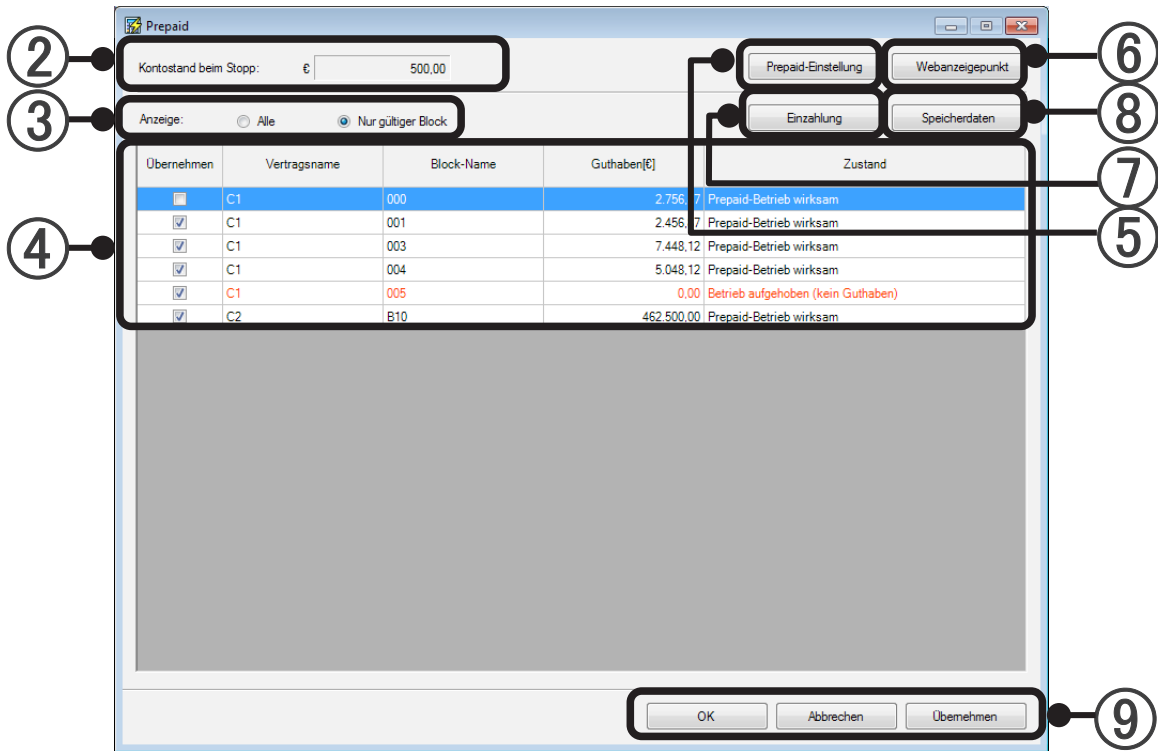 Prepaid
② Kontostand beim Stopp: € 500,00 Prepaid-Einstellung Webanzeigepunkt ⑥
③ Anzeige: Alle Nur gültiger Block Einzahlung Speicherdaten ⑧
Übernehmen Vertragsname Block-Name Guthaben[€] Zustand
⑦
C1 000 Prepaid-Betrieb wirksam
C1 001 Prepaid-Betrieb wirksam
⑤
④
C1 003 7.448,12 Prepaid-Betrieb wirksam
C1 004 5.048,12 Prepaid-Betrieb wirksam
C1 005 0,00 Betrieb aufgehoben (kein Guthaben)
C2 B10 462.500,00 Prepaid-Betrieb wirksam
OK Abbrechen Übernehmen ⑨